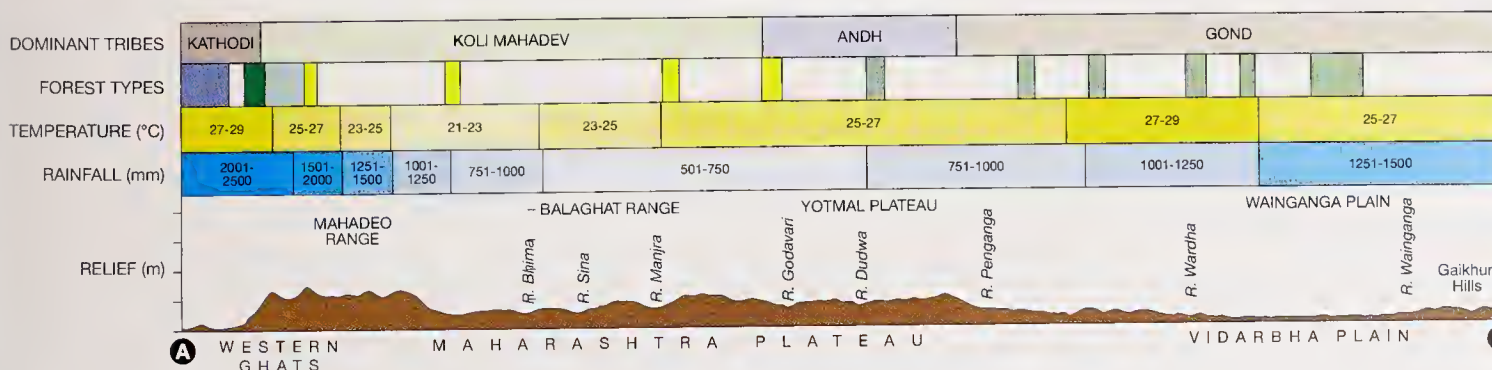 DOMINANT TRIBES KATHODI KOLI MAHADEV ANDH GOND
FOREST TYPES
TEMPERATURE (°C) 27-29 25-27 23-25 21-23 23-25 25-27 27-29 25-27
RAINFALL (mm) 2001-2500 1501-2000 1251-1500 1001-1250 751-1000 501-750 751-1000 1001-1250 1251-1500
MAHADEO
RANGE
~ BALAGHAT RANGE
YOTMAL PLATEAU
WAINGANGA PLAIN
RELIEF (m)
R. Bhima
R. Sina
R. Manjra
R. Godavari
R. Dudwa
R. Penganga
R. Wardha
R. Wainganga
Gaikhuri
Hills
A
WESTERN
GHATS
MAHARASHTRA PLATEAU
VIDARBHA PLAIN